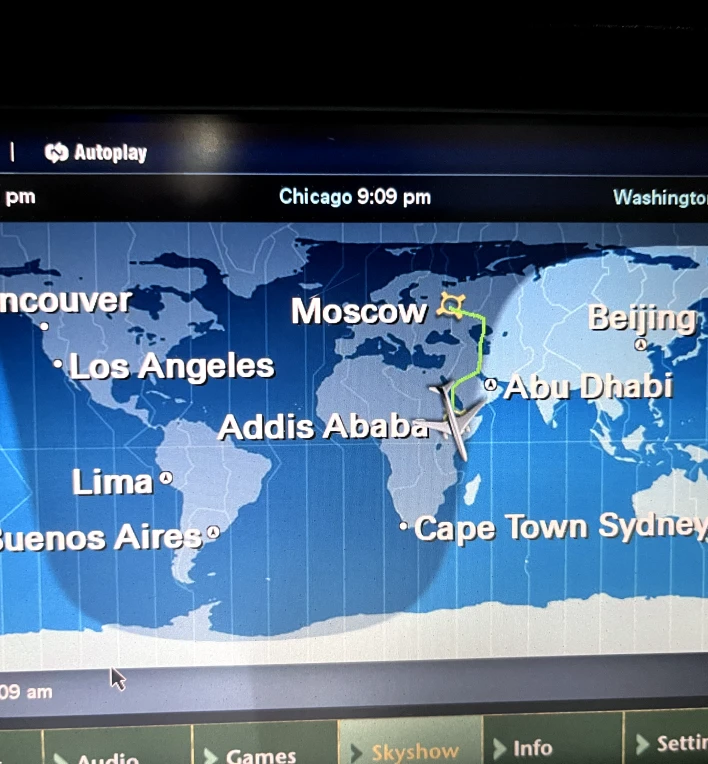 Autoplay
pm
Chicago 9:09 pm
Washingto
ncouver
Moscow
Beijing
Los Angeles
Abu Dhabi
Addis Ababa
Lima
Buenos Aires
Cape Town
Sydney
09 am
Audio
Games
Skyshow
Info
Settin